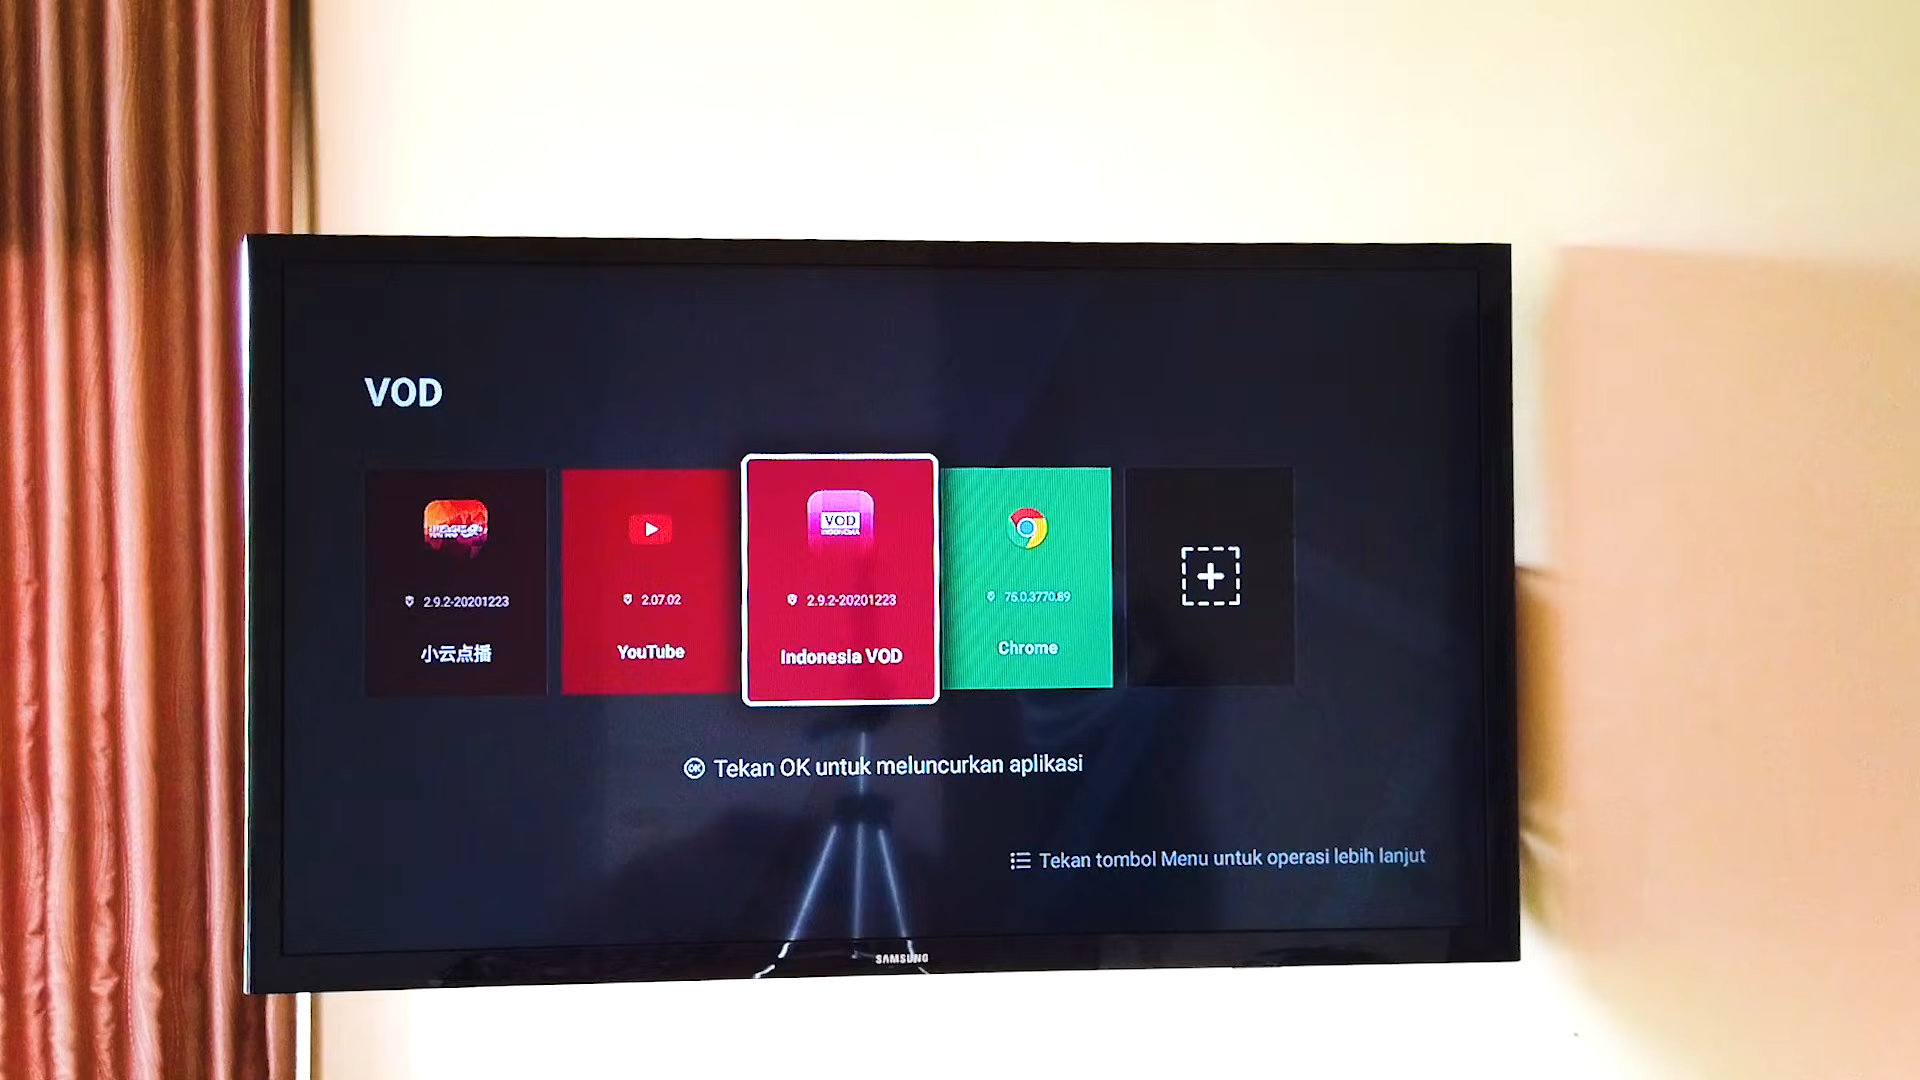 VOD
2.9.2-20201223
小云点播
2.07.02
YouTube
VOD
INDONESIA
2.9.2-20201223
Indonesia VOD
75.0.3770.89
Chrome
OK Tekan OK untuk meluncurkan aplikasi
Tekan tombol Menu untuk operasi lebih lanjut
SAMSUNG